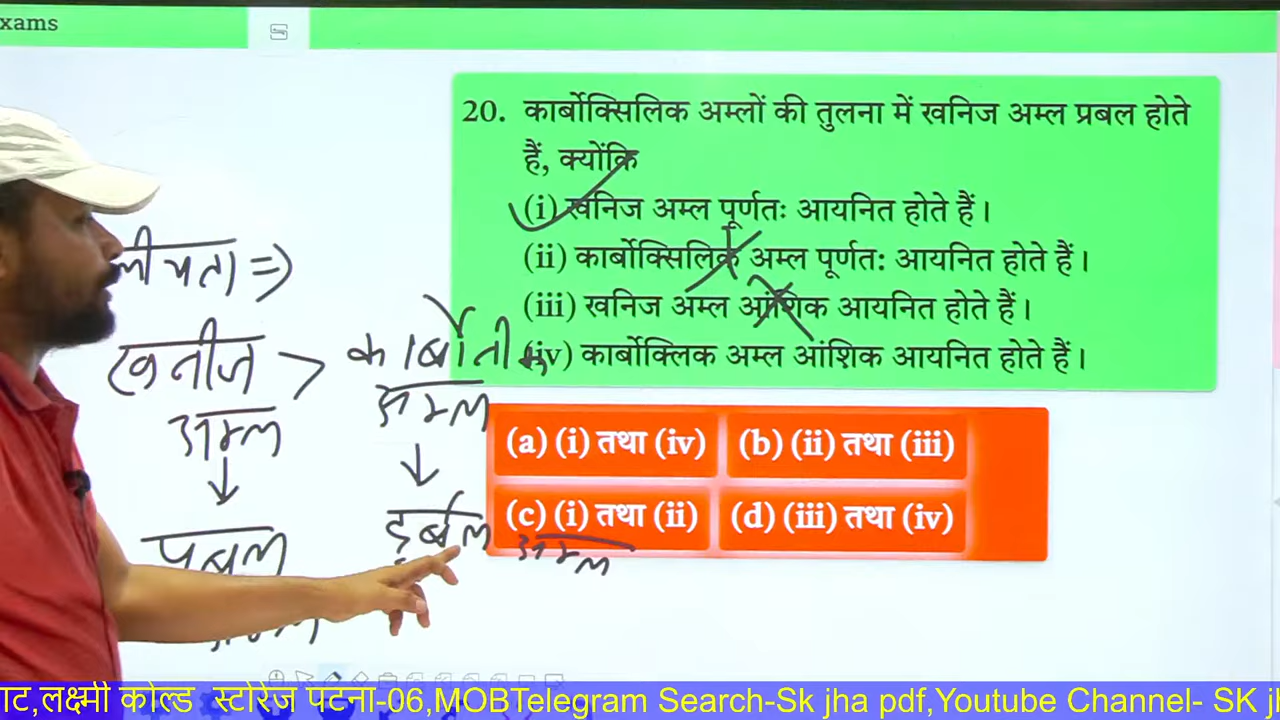 xams
20. कार्बोक्सिलिक अम्लों की तुलना में खनिज अम्ल प्रबल होते
हैं, क्योंकि
(i) खनिज अम्ल पूर्णतः आयनित होते हैं।
(ii) कार्बोक्सिलिक अम्ल पूर्णत: आयनित होते हैं।
(iii) खनिज अम्ल आंशिक आयनित होते हैं।
(iv) कार्बोक्लिक अम्ल आंशिक आयनित होते हैं।
(a) (i) तथा (iv) (b) (ii) तथा (iii)
(c) (i) तथा (ii) (d) (iii) तथा (iv)
लीयता =>
खनीज > कार्बोनीक
अम्ल अम्ल
↓ ↓
प्रबल दुर्बल अम्ल
ाट,लक्ष्मी कोल्ड स्टोरेज पटना-06,MOBTelegram Search-Sk jha pdf,Youtube Channel- SK j